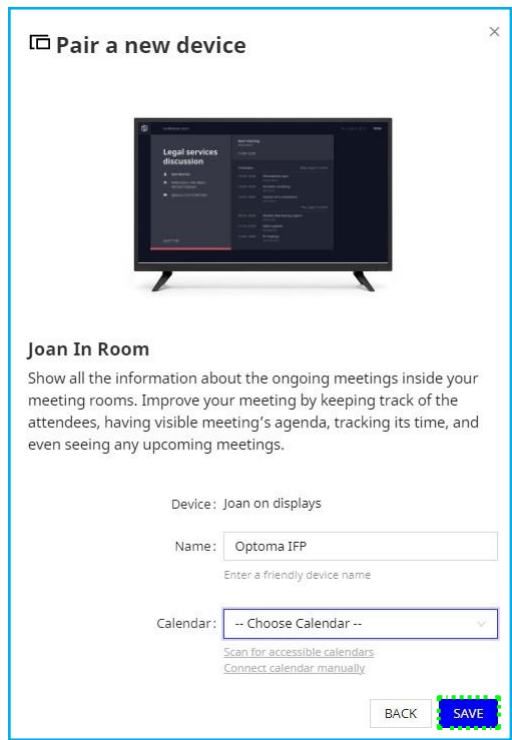 Pair a new device
Legal services
discussion
Joan In Room
Show all the information about the ongoing meetings inside your
meeting rooms. Improve your meeting by keeping track of the
attendees, having visible meeting’s agenda, tracking its time, and
even seeing any upcoming meetings.
Device: Joan on displays
Name: Optoma IFP
Enter a friendly device name
Calendar: -- Choose Calendar --
Scan for accessible calendars
Connect calendar manually
BACK SAVE